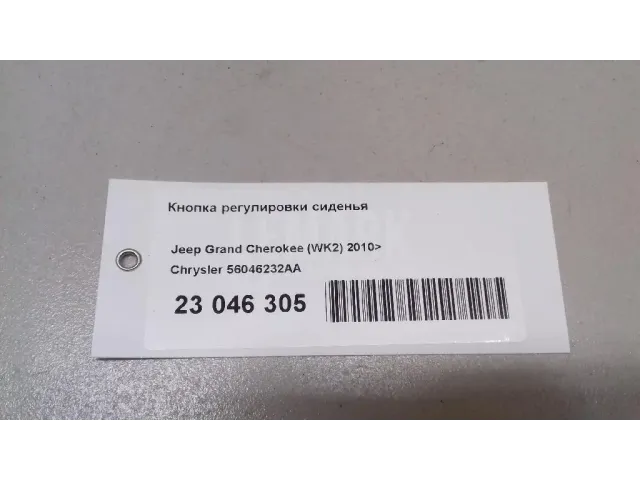 Кнопка регулировки сиденья
Jeep Grand Cherokee (WK2) 2010>
Chrysler 56046232AA
23 046 305